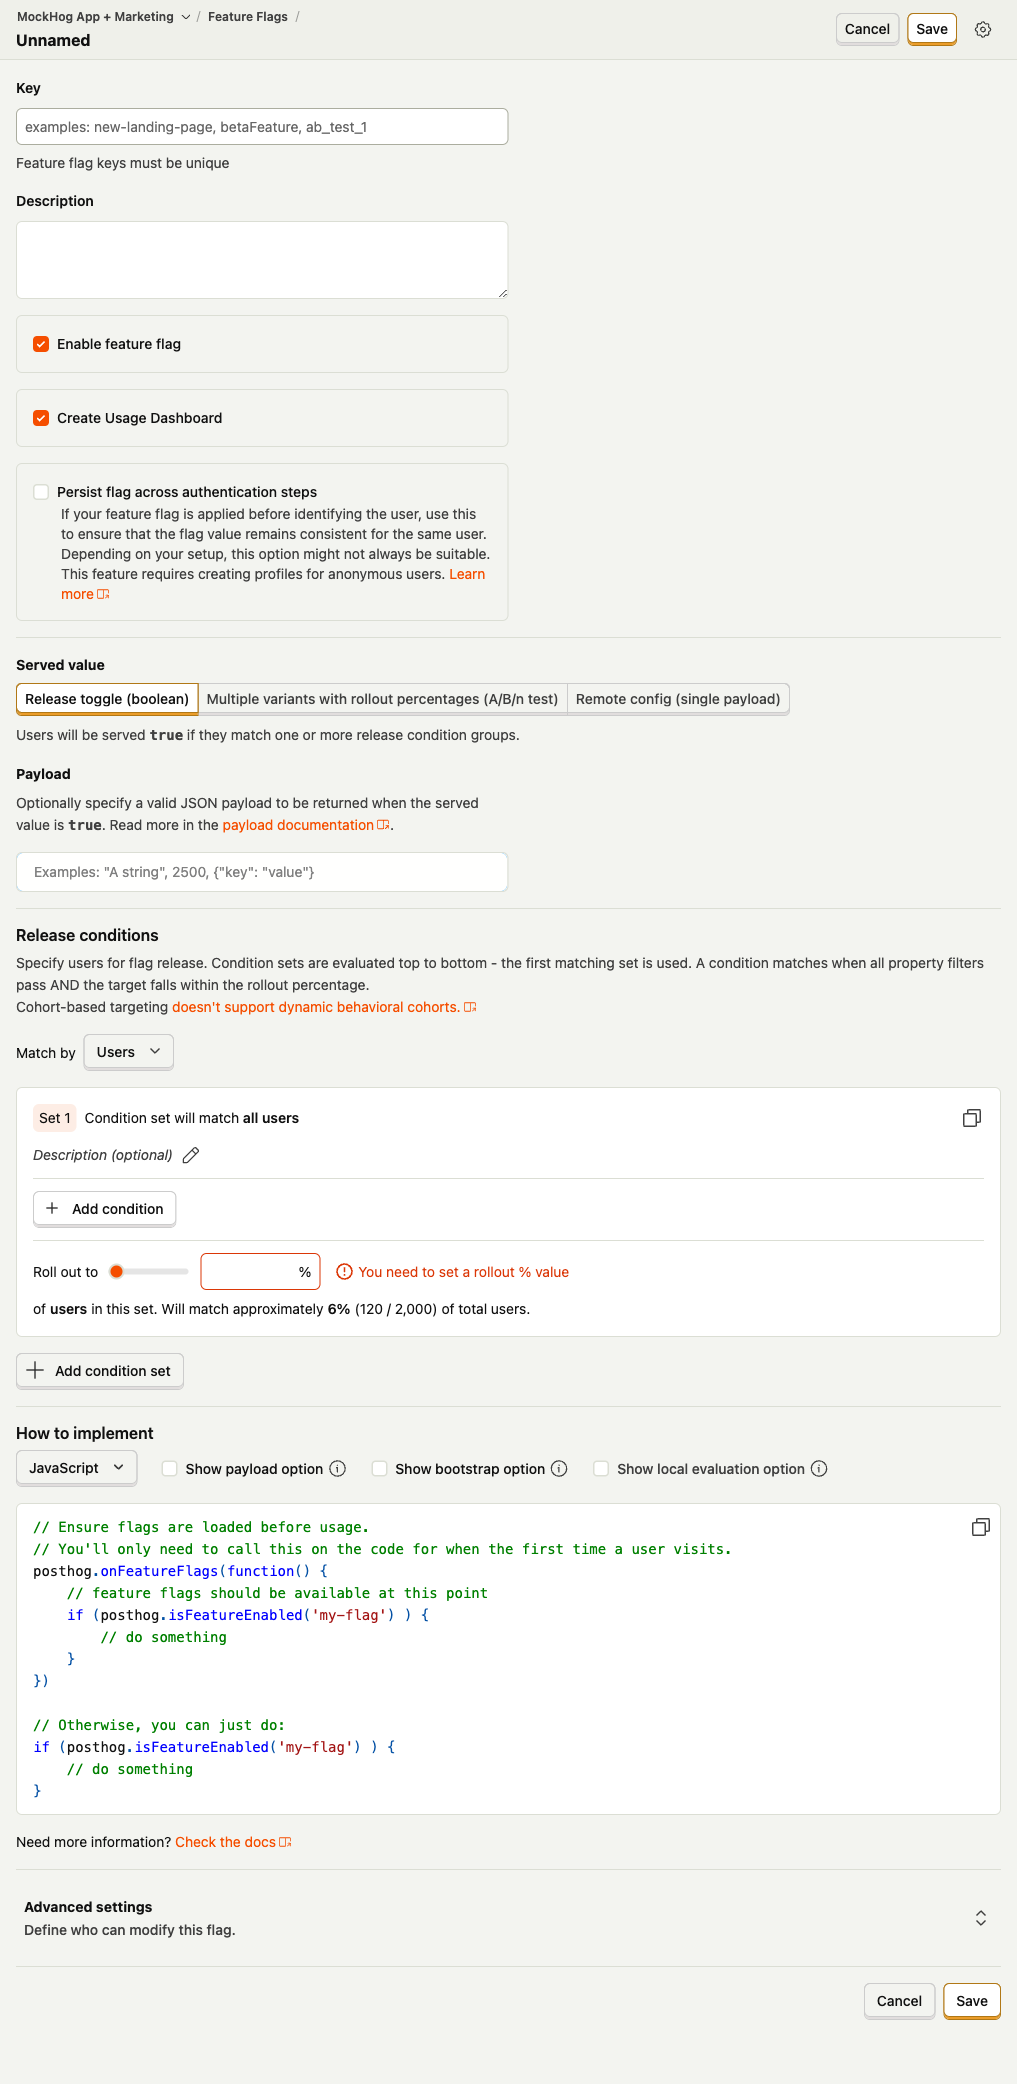 MockHog App + Marketing / Feature Flags /
Unnamed
Cancel
Save
Key
examples: new-landing-page, betaFeature, ab_test_1
Feature flag keys must be unique
Description
Enable feature flag
Create Usage Dashboard
Persist flag across authentication steps
If your feature flag is applied before identifying the user, use this
to ensure that the flag value remains consistent for the same user.
Depending on your setup, this option might not always be suitable.
This feature requires creating profiles for anonymous users. Learn
more
Served value
Release toggle (boolean)
Multiple variants with rollout percentages (A/B/n test)
Remote config (single payload)
Users will be served true if they match one or more release condition groups.
Payload
Optionally specify a valid JSON payload to be returned when the served
value is true. Read more in the payload documentation.
Examples: "A string", 2500, {"key": "value"}
Release conditions
Specify users for flag release. Condition sets are evaluated top to bottom - the first matching set is used. A condition matches when all property filters
pass AND the target falls within the rollout percentage.
Cohort-based targeting doesn't support dynamic behavioral cohorts.
Match by
Users
Set 1 Condition set will match all users
Description (optional)
Add condition
Roll out to
%
You need to set a rollout % value
of users in this set. Will match approximately 6% (120 / 2,000) of total users.
Add condition set
How to implement
JavaScript
Show payload option
Show bootstrap option
Show local evaluation option
// Ensure flags are loaded before usage.
// You'll only need to call this on the code for when the first time a user visits.
posthog.onFeatureFlags(function() {
    // feature flags should be available at this point
    if (posthog.isFeatureEnabled('my-flag') ) {
        // do something
    }
})
// Otherwise, you can just do:
if (posthog.isFeatureEnabled('my-flag') ) {
    // do something
}
Need more information? Check the docs
Advanced settings
Define who can modify this flag.
Cancel
Save